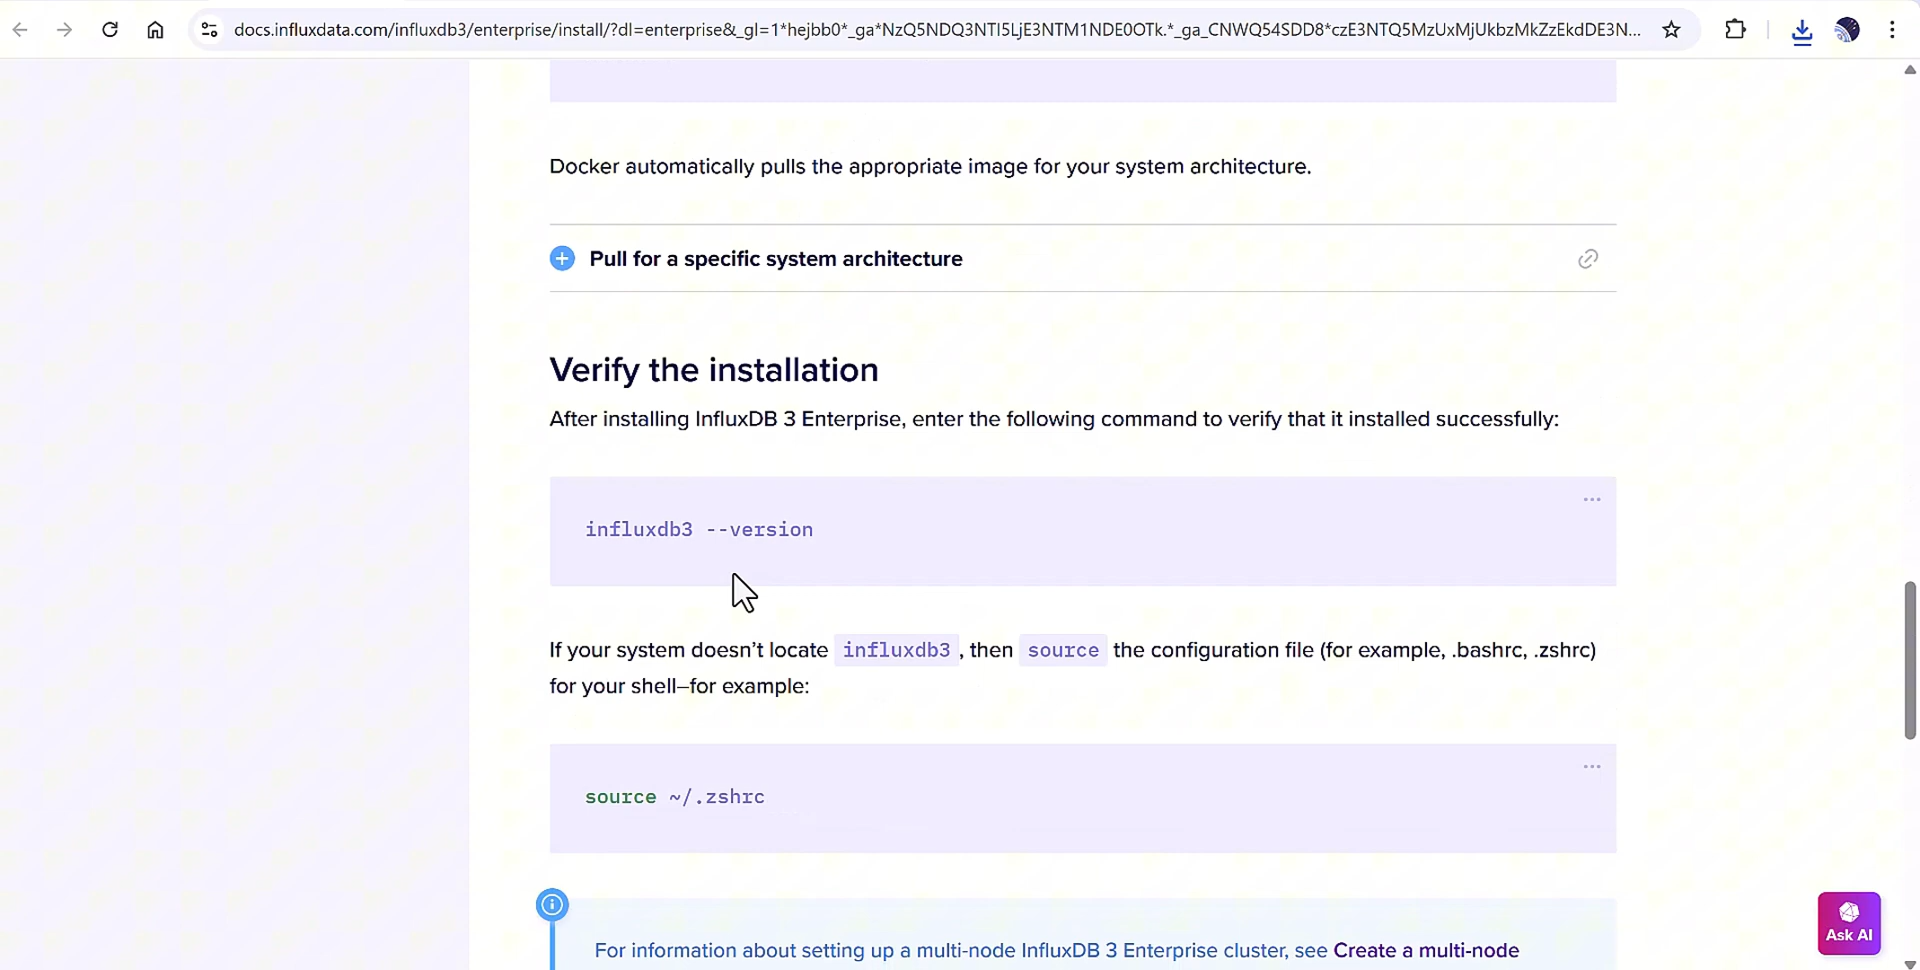 docs.influxdata.com/influxdb3/enterprise/install/?dl=enterprise&_gl=1*hejbb0*_ga*NzQ5NDQ3NTI5LjE3NTM1NDE0OTk.*_ga_CNWQ54SDD8*czE3NTQ5MzUxMjUkbzMkZzEkdDE3N...
Docker automatically pulls the appropriate image for your system architecture.
Pull for a specific system architecture
Verify the installation
After installing InfluxDB 3 Enterprise, enter the following command to verify that it installed successfully:
influxdb3 --version
If your system doesn’t locate influxdb3 , then source the configuration file (for example, .bashrc, .zshrc)
for your shell–for example:
source ~/.zshrc
For information about setting up a multi-node InfluxDB 3 Enterprise cluster, see Create a multi-node
Ask AI